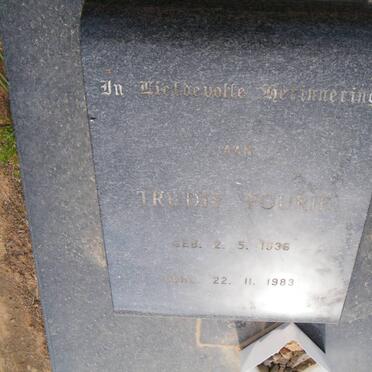 In Liefdevolle Herinnering
AAN
TRUDIE FOURIE
GEB. 2. 5. 1936
OORL. 22. 11. 1983